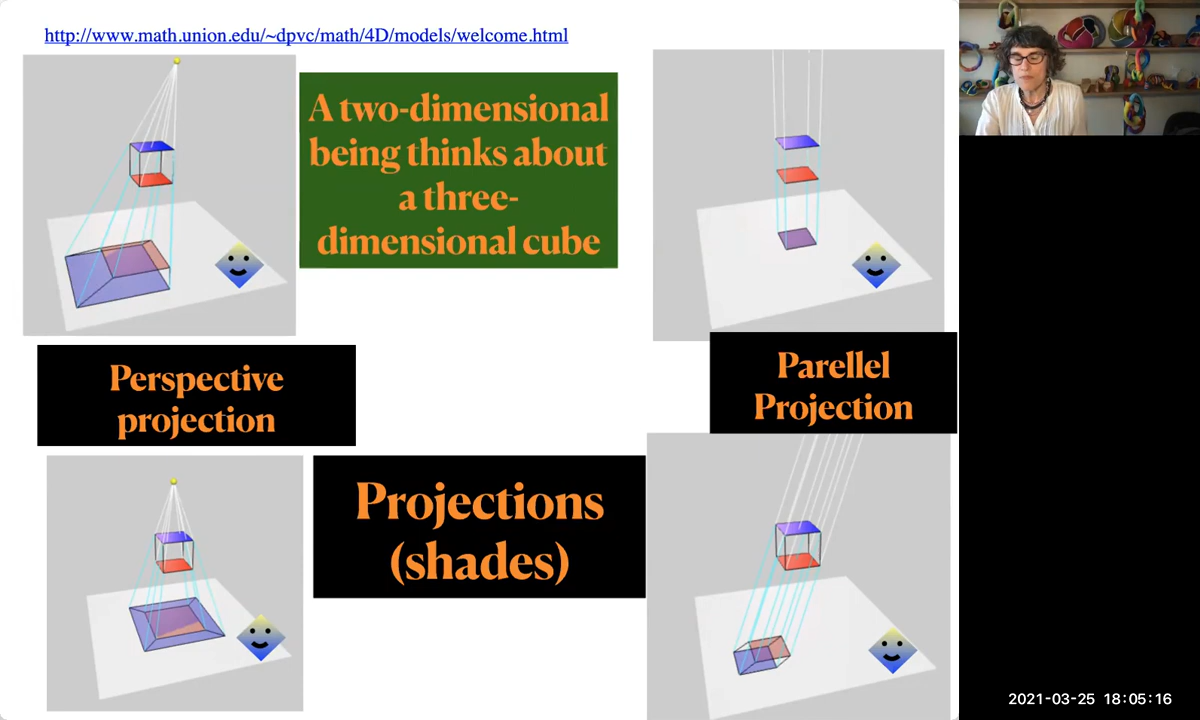 http://www.math.union.edu/~dpvc/math/4D/models/welcome.html
A two-dimensional
being thinks about
a three-
dimensional cube
Perspective
projection
Parellel
Projection
Projections
(shades)
2021-03-25 18:05:16